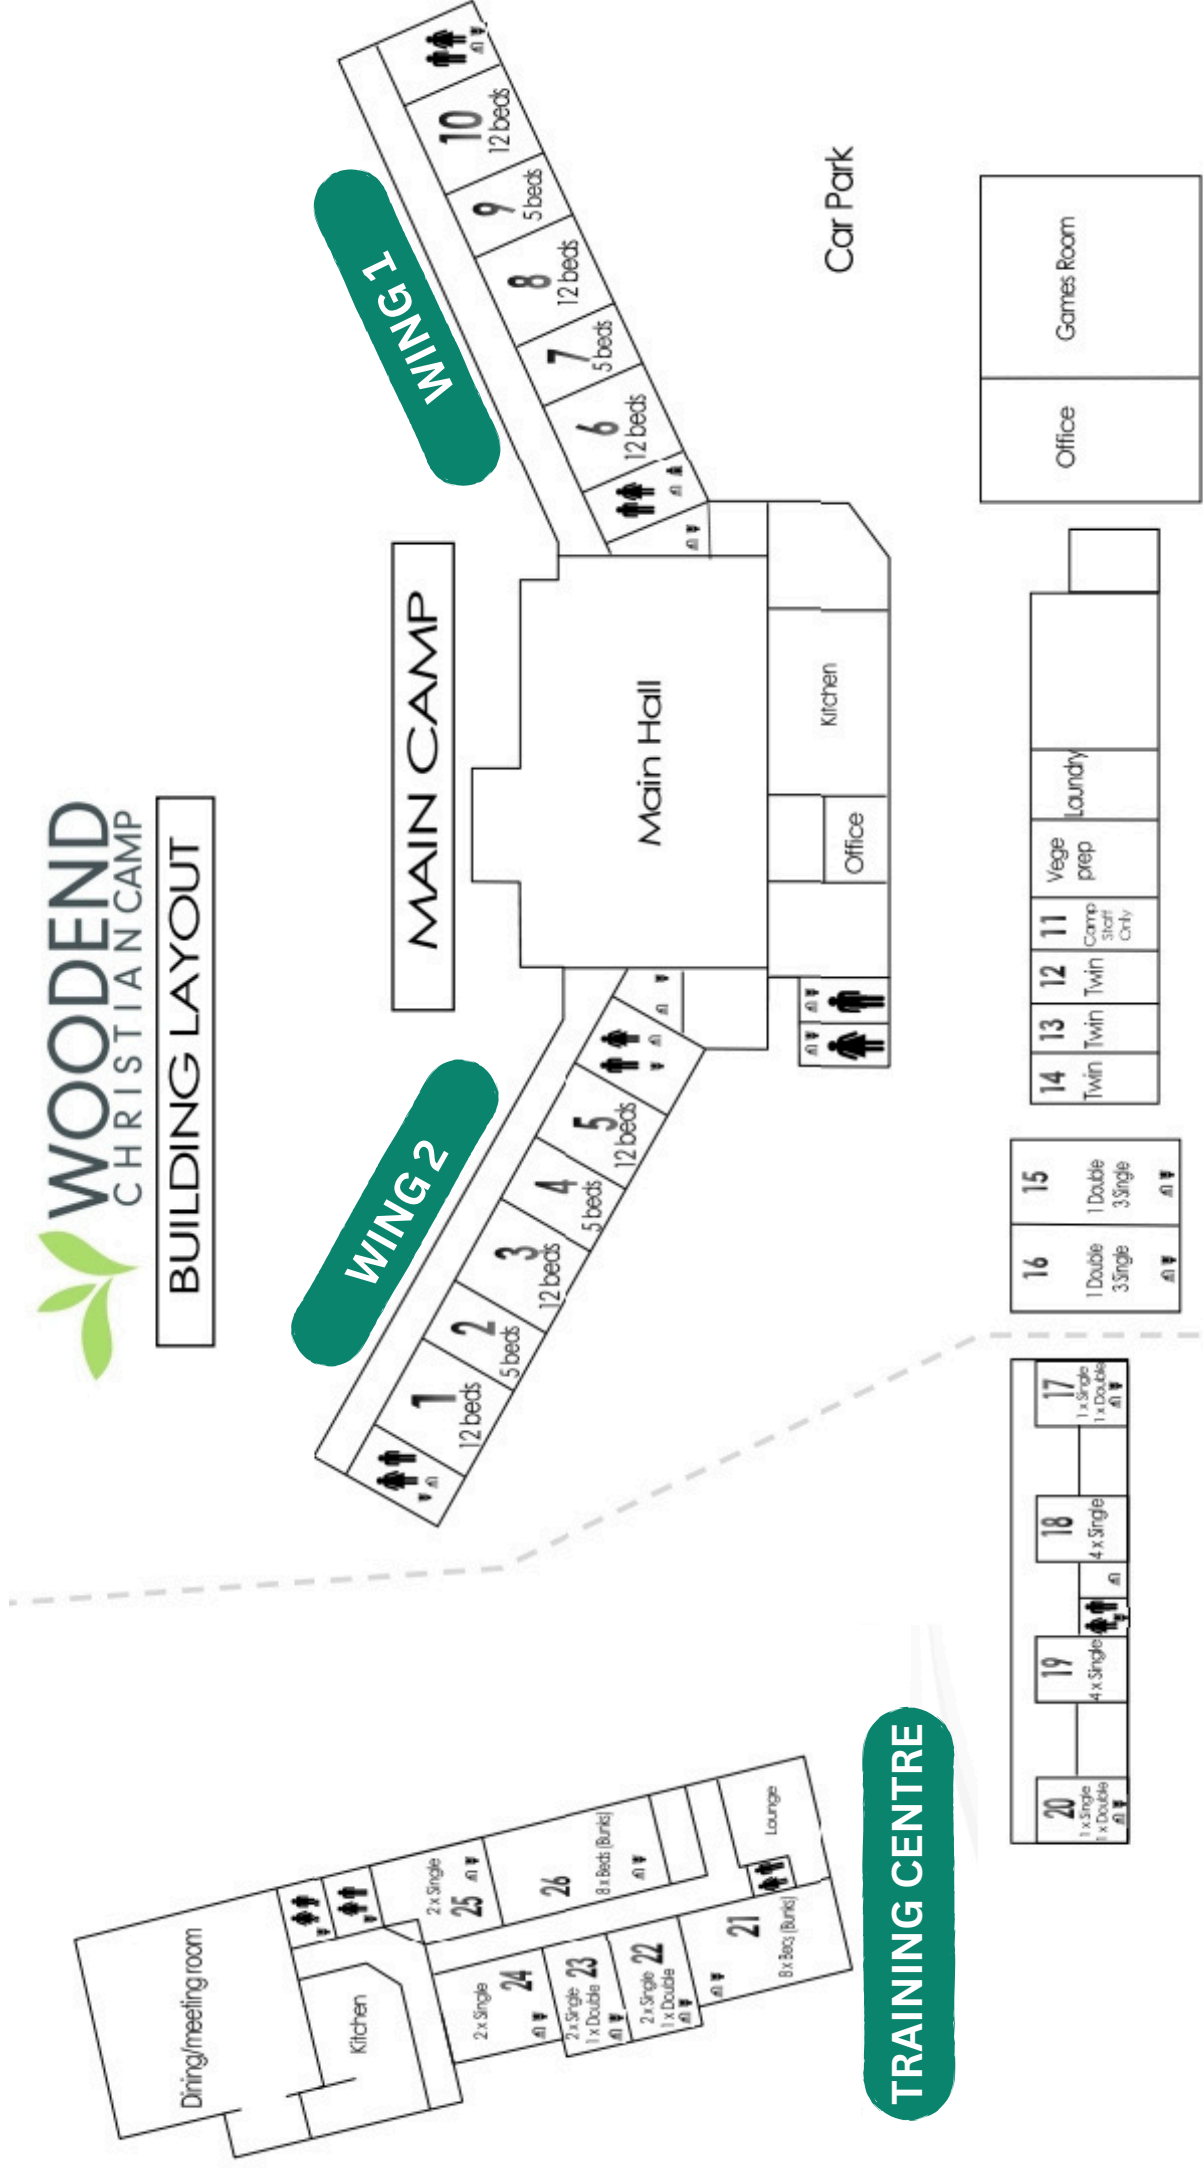 WOODEND
CHRISTIAN CAMP
BUILDING LAYOUT
MAIN CAMP
WING 2
WING 1
1
12 beds
2
5 beds
3
12 beds
4
5 beds
5
12 beds
Main Hall
Office
Kitchen
6
12 beds
7
5 beds
8
12 beds
9
5 beds
10
12 beds
Car Park
Office
Games Room
16
1 Double
3 Single
15
1 Double
3 Single
14
Twin
13
Twin
12
Twin
11
Camp
Staff
Only
Vege
prep
Laundry
20
1 x Single
1 x Double
19
4 x Single
18
4 x Single
17
1 x Single
1 x Double
Dining/meeting room
Kitchen
2 x Single
25
26
8 x Beds (Bunks)
Lounge
2 x Single
24
2 x Single
1 x Double
23
2 x Single
1 x Double
22
21
8 x Beds (Bunks)
TRAINING CENTRE